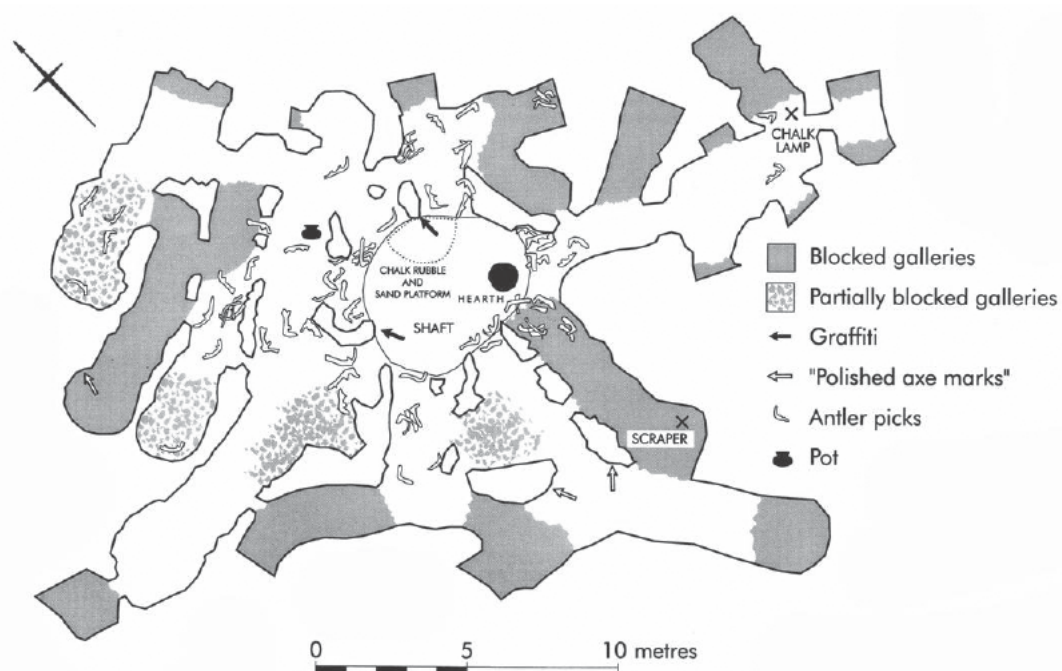 CHALK
LAMP
CHALK RUBBLE
AND
SAND PLATFORM
HEARTH
SHAFT
SCRAPER
Blocked galleries
Partially blocked galleries
Graffiti
"Polished axe marks"
Antler picks
Pot
0 5 10 metres